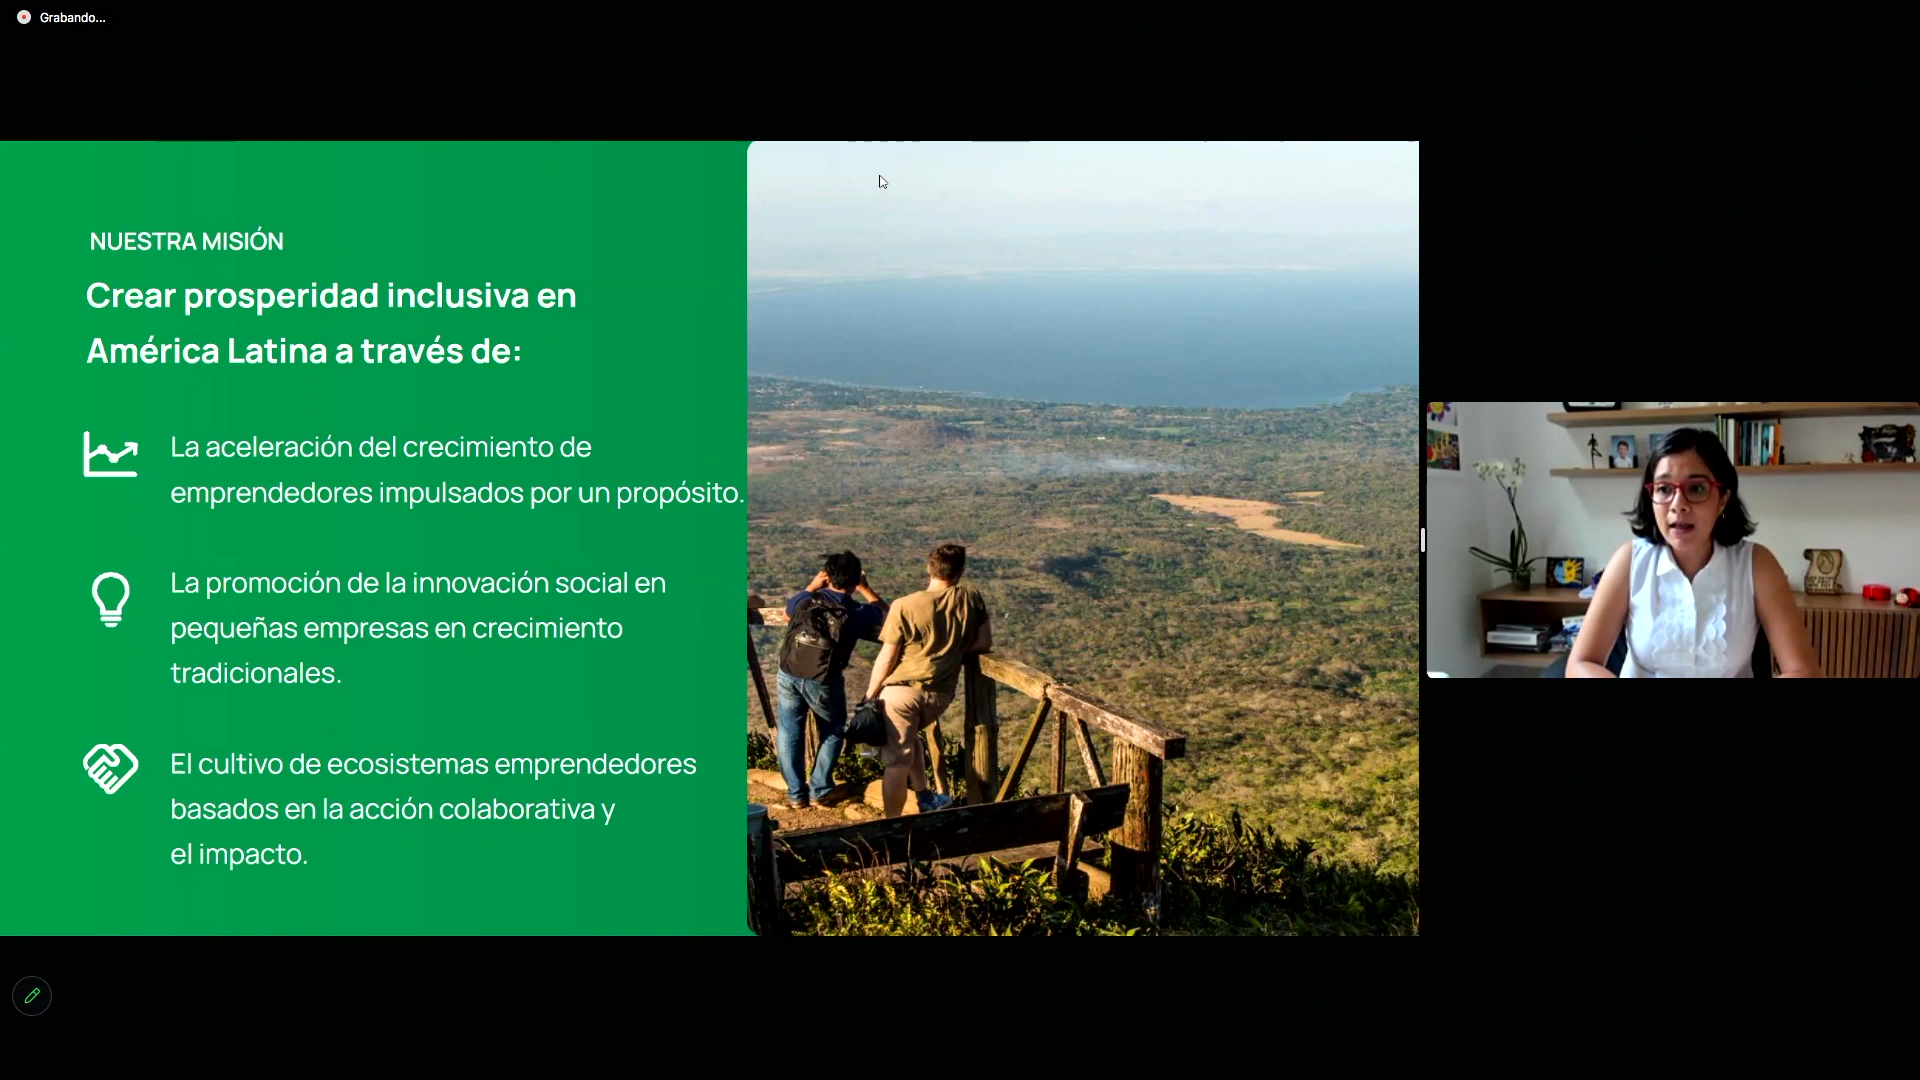 Grabando...
NUESTRA MISIÓN
Crear prosperidad inclusiva en
América Latina a través de:
La aceleración del crecimiento de
emprendedores impulsados por un propósito.
La promoción de la innovación social en
pequeñas empresas en crecimiento
tradicionales.
El cultivo de ecosistemas emprendedores
basados en la acción colaborativa y
el impacto.